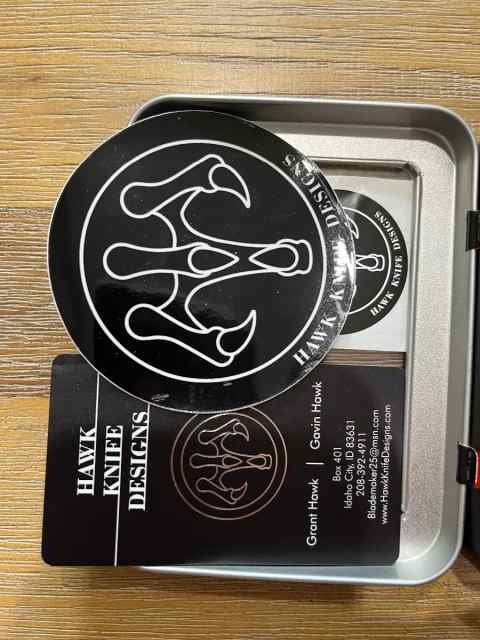 HAWK KNIFE DESIGNS
HAWK KNIFE DESIGNS
HAWK
KNIFE
DESIGNS
Grant Hawk | Gavin Hawk
Box 401
Idaho City, ID 83631
208-392-4911
Blademaker25@msn.com
www.HawkKnifeDesigns.com